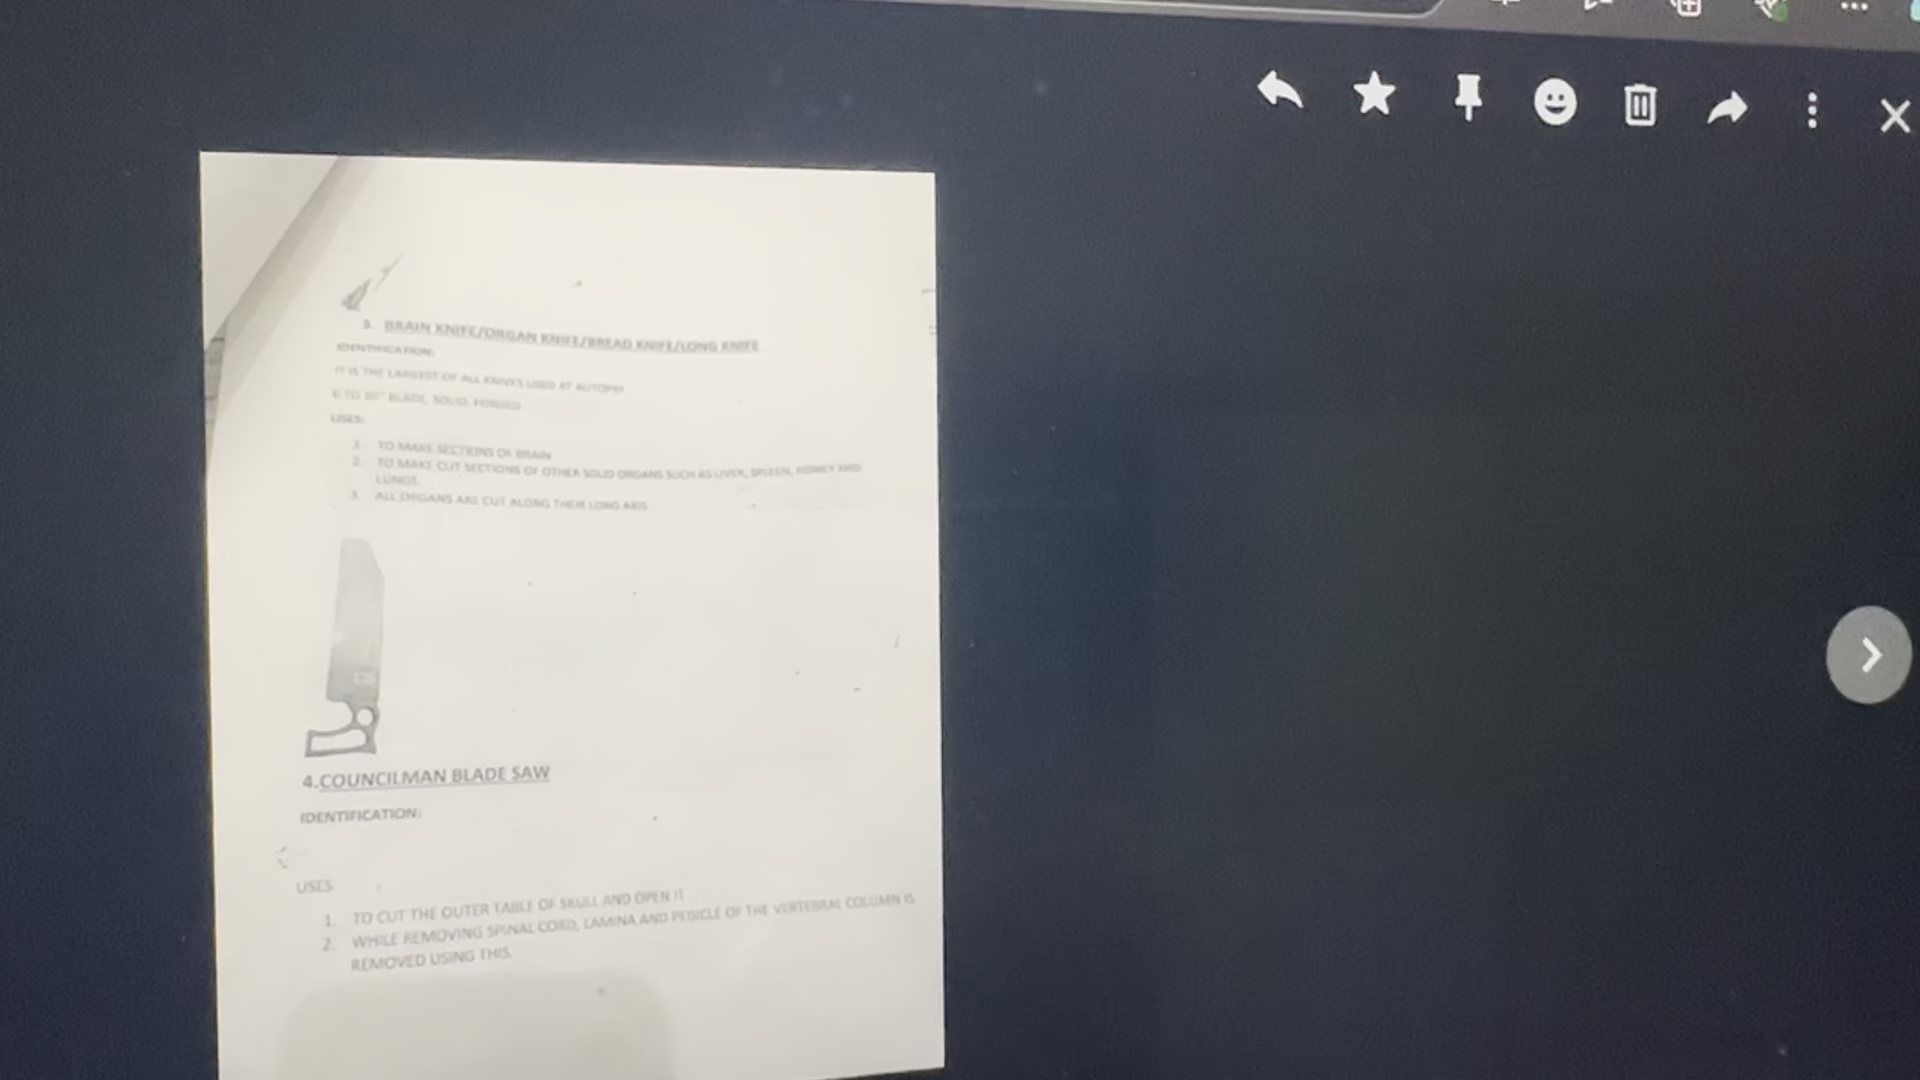 3. BRAIN KNIFE/ORGAN KNIFE/BREAD KNIFE/LONG KNIFE
IDENTIFICATION:
IT IS THE LARGEST OF ALL KNIVES USED AT AUTOPSY
BLADE, SOLID, FORGED
USES:
1. TO MAKE SECTIONS OF BRAIN
2. TO MAKE CUT SECTIONS OF OTHER SOLID ORGANS SUCH AS LIVER, SPLEEN, KIDNEY AND
LUNGS.
3. ALL ORGANS ARE CUT ALONG THEIR LONG AXIS
4.COUNCILMAN BLADE SAW
IDENTIFICATION:
USES:
1. TO CUT THE OUTER TABLE OF SKULL AND OPEN IT
2. WHILE REMOVING SPINAL CORD, LAMINA AND PEDICLE OF THE VERTEBRAL COLUMN IS
REMOVED USING THIS.